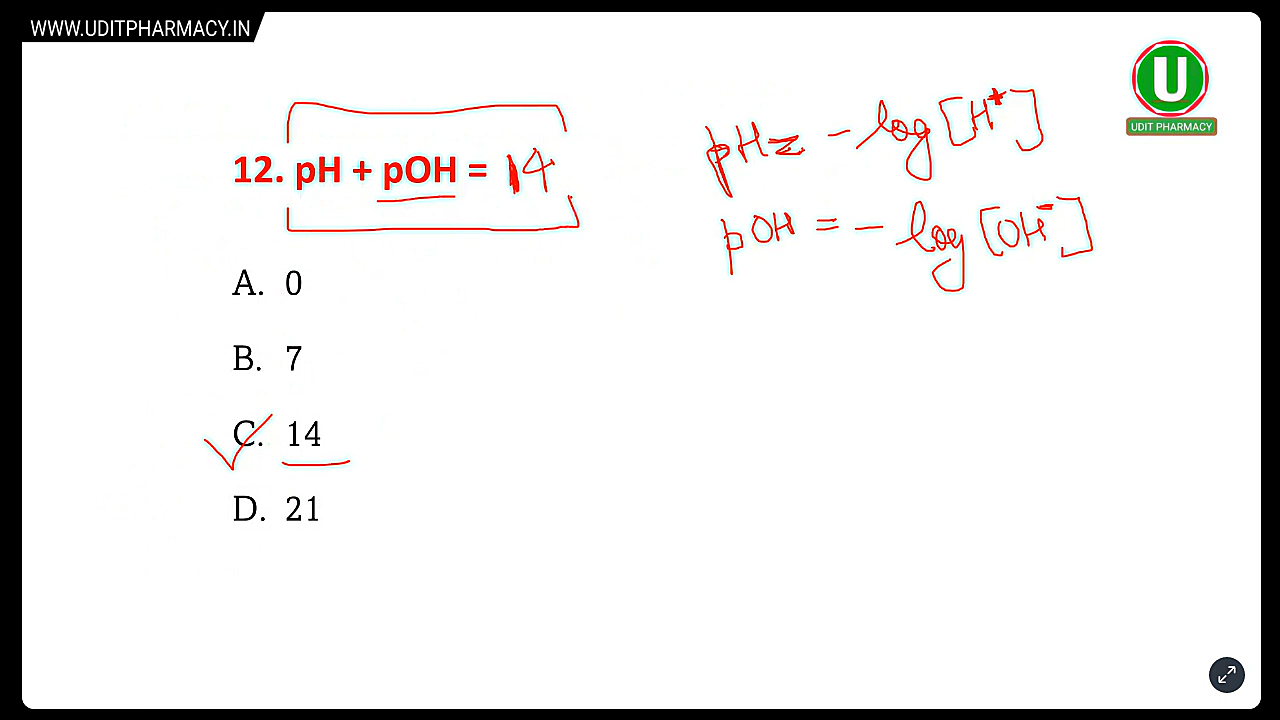 WWW.UDITPHARMACY.IN
U
UDIT PHARMACY
12. pH + pOH = 14
pH = - log [H+]
pOH = - log [OH-]
A. 0
B. 7
C. 14
D. 21